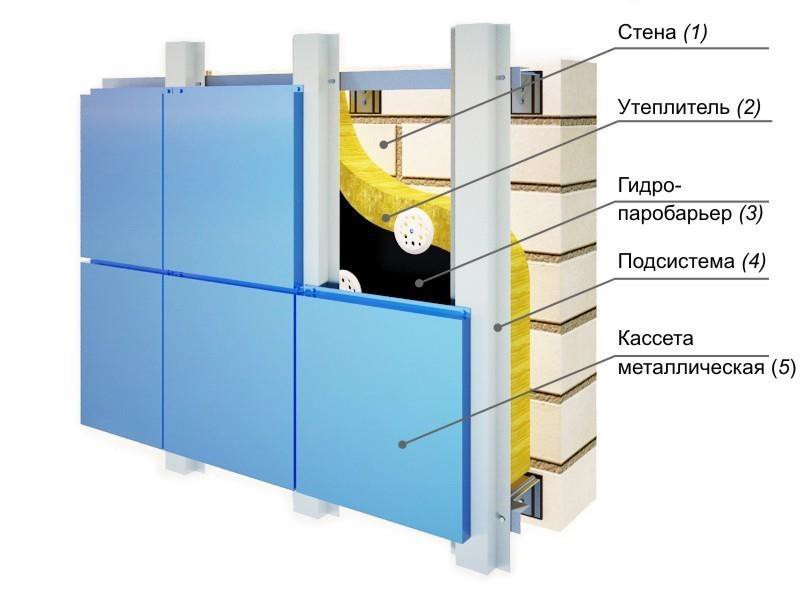 Стена (1)
Утеплитель (2)
Гидро-
паробарьер (3)
Подсистема (4)
Кассета
металлическая (5)